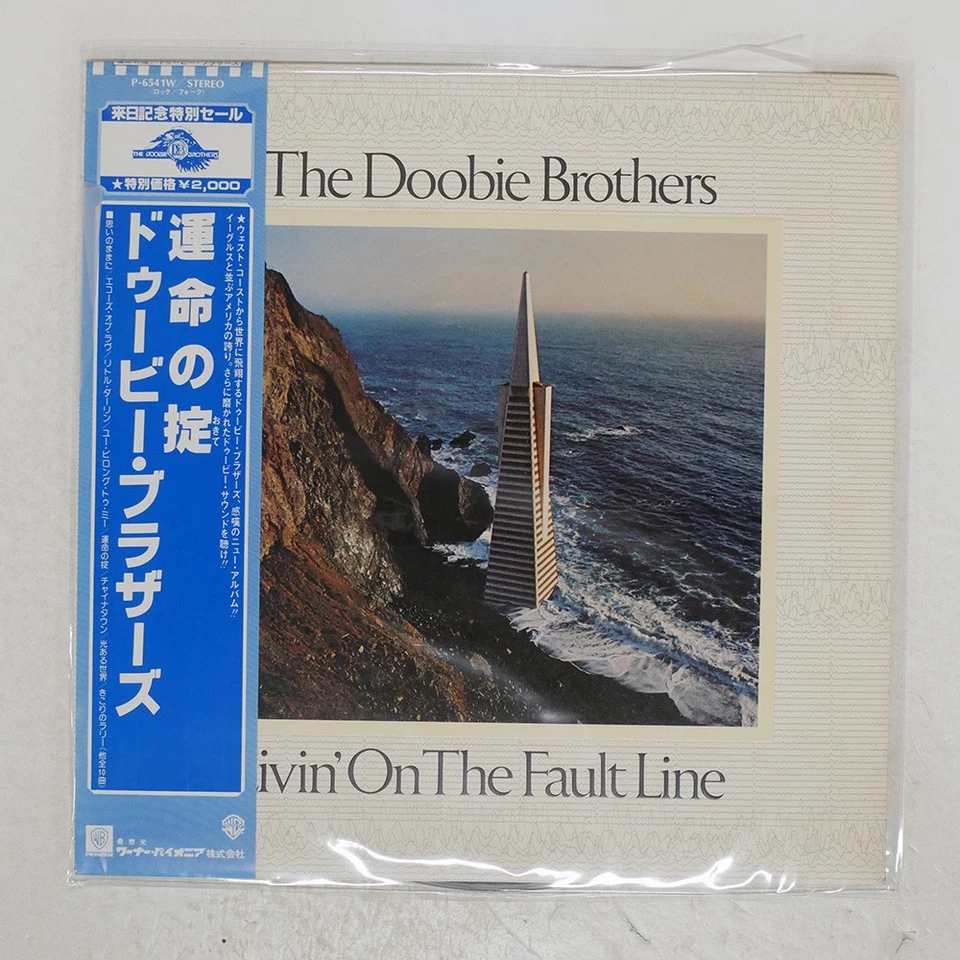 P-6541W/STEREO
(ロック/フォーク)
来日記念特別セール
THE DOOBIE BROTHERS
★特別価格¥2,000
★ウェスト・コーストから世界に飛翔するドゥービー・ブラザーズ、感嘆のニュー・アルバム!!
イーグルスと並ぶアメリカの誇り。さらに磨かれたドゥービー・サウンドを聴け!!
運命の掟
おきて
ドゥービー・ブラザーズ
■思いのままに/エコーズ・オブ・ラヴ/リトル・ダーリン/ユー・ビロング・トゥ・ミー/運命の掟/チャイナタウン/光ある世界/きこりのラリー(他全10曲)
WB
PIONEER
発売元
ワーナー・パイオニア株式会社
The Doobie Brothers
ivin' On The Fault Line